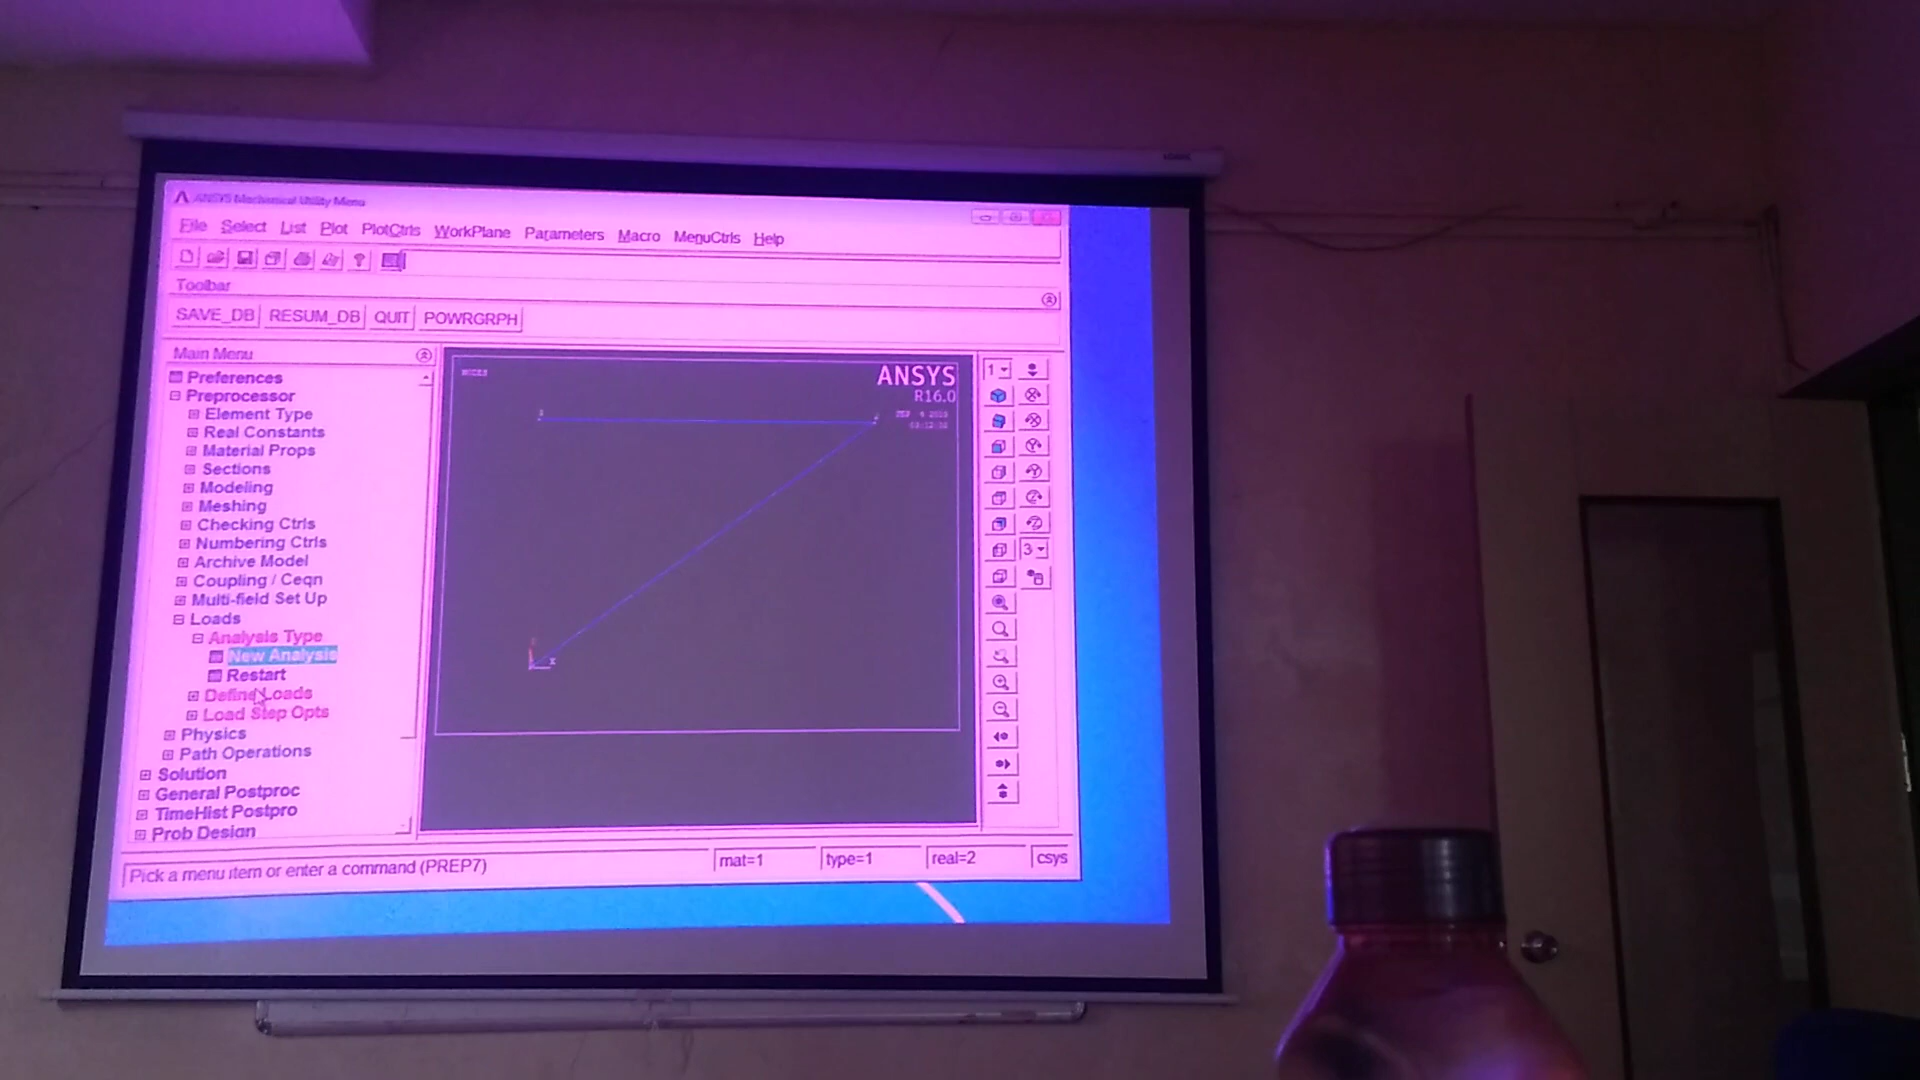 ANSYS Mechanical Utility Menu
File Select List Plot PlotCtrls WorkPlane Parameters Macro MenuCtrls Help
Toolbar
SAVE_DB RESUM_DB QUIT POWRGRPH
Main Menu
Preferences
Preprocessor
Element Type
Real Constants
Material Props
Sections
Modeling
Meshing
Checking Ctrls
Numbering Ctrls
Archive Model
Coupling / Ceqn
Multi-field Set Up
Loads
Analysis Type
New Analysis
Restart
Define Loads
Load Step Opts
Physics
Path Operations
Solution
General Postproc
TimeHist Postpro
Prob Design
ANSYS
R16.0
X
1
3
Pick a menu item or enter a command (PREP7)
mat=1 type=1 real=2 csys